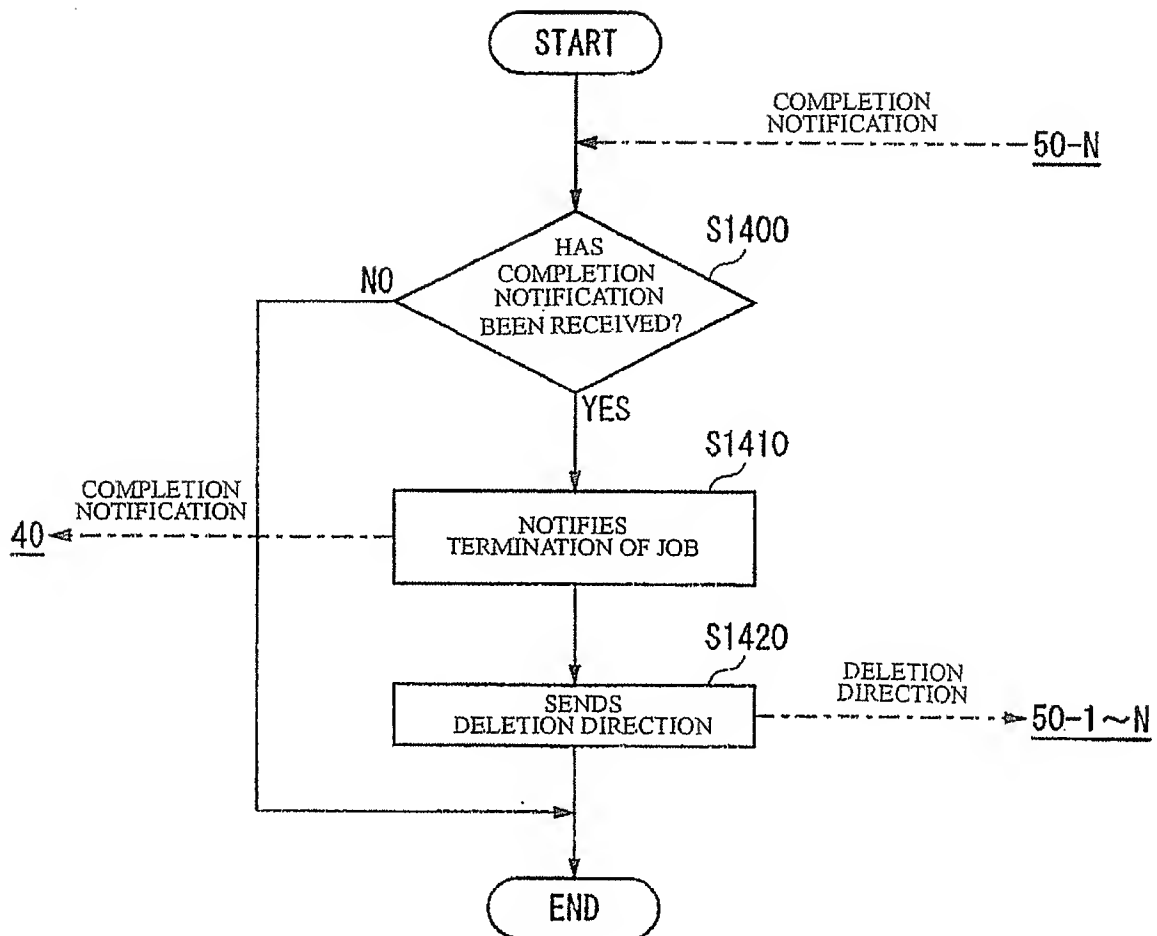 START
COMPLETION
NOTIFICATION
50-N
S1400
HAS
COMPLETION
NOTIFICATION
BEEN RECEIVED?
NO
YES
S1410
COMPLETION
NOTIFICATION
40
NOTIFIES
TERMINATION OF JOB
S1420
SENDS
DELETION DIRECTION
DELETION
DIRECTION
50-1~N
END